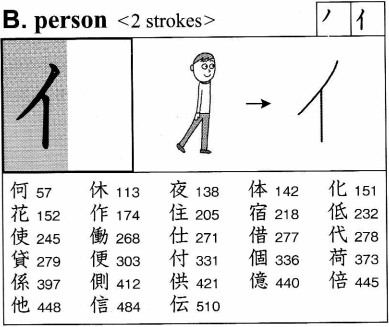 B. person <2 strokes>
ノ 亻
亻
何 57 休 113 夜 138 体 142 化 151
花 152 作 174 住 205 宿 218 低 232
使 245 働 268 仕 271 借 277 代 278
貸 279 便 303 付 331 個 336 荷 373
係 397 側 412 供 421 億 440 倍 445
他 448 信 484 伝 510